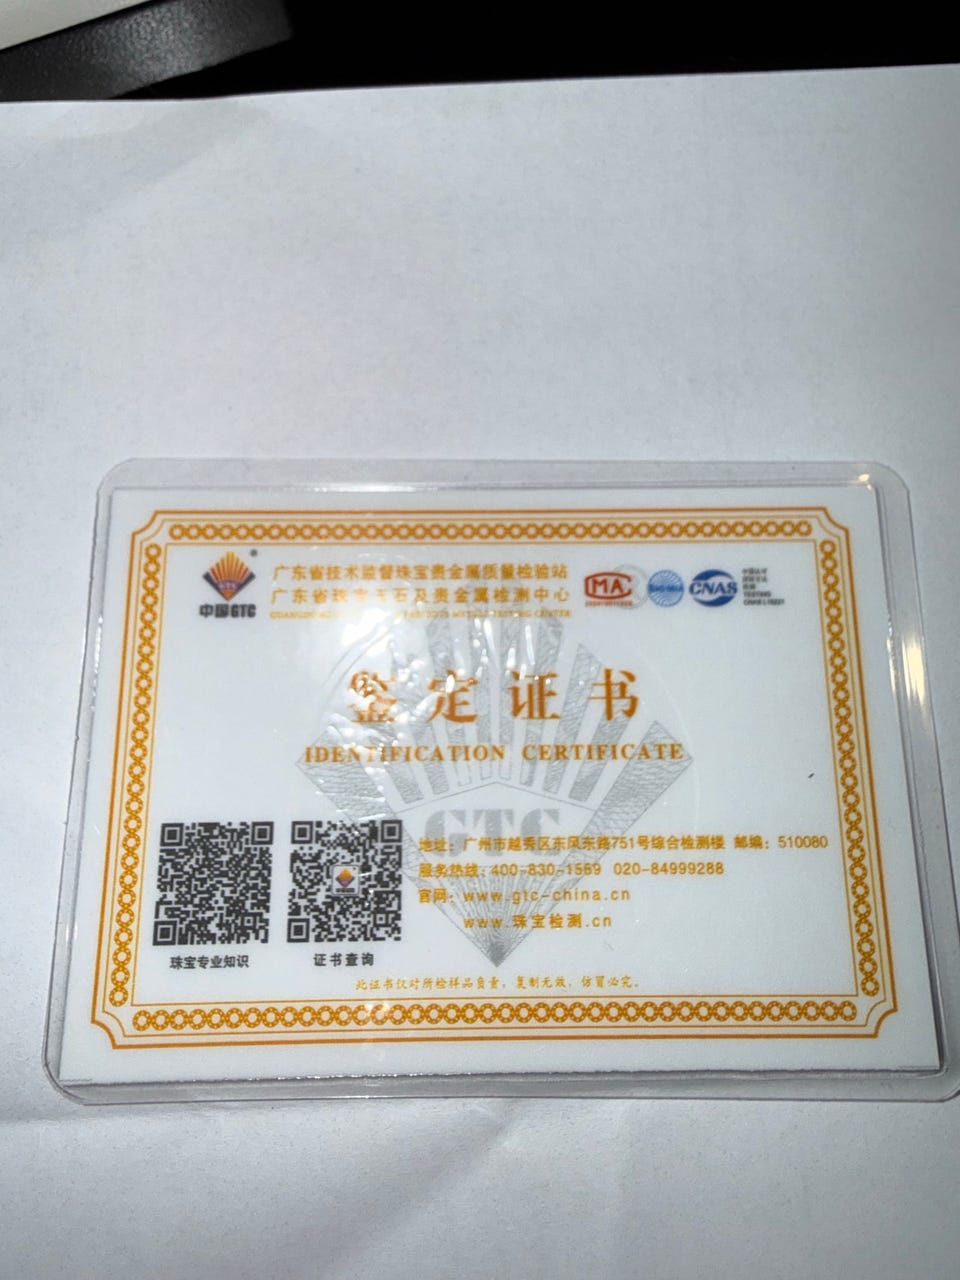 广东省技术监督珠宝贵金属质量检验站
广东省珠宝玉石及贵金属检测中心
中国GTC
MA
CNAS
TESTING
鉴定证书
IDENTIFICATION CERTIFICATE
GTC
地址：广州市越秀区东风东路751号综合检测楼 邮编：510080
服务热线：400-830-1569 020-84999288
官网：www.gtc-china.cn
www.珠宝检测.cn
珠宝专业知识
证书查询
此证书仅对所检样品负责，复制无效，仿冒必究。